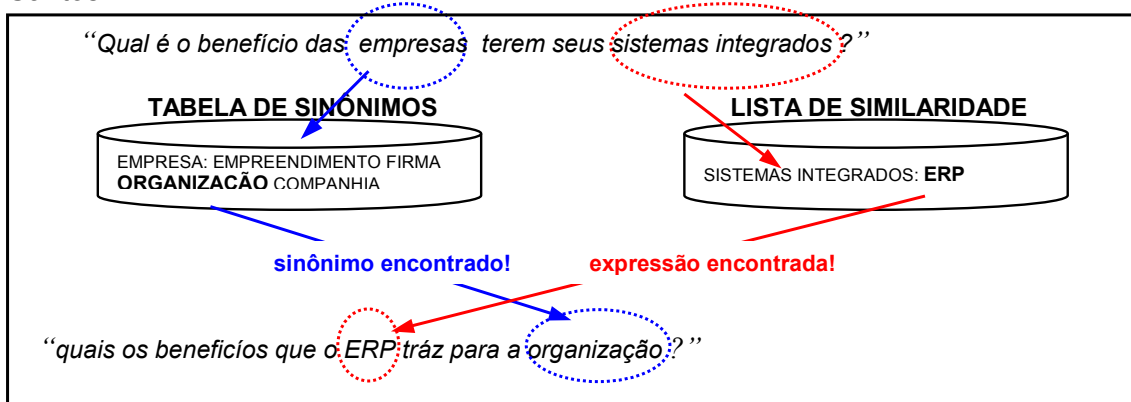 “Qual é o benefício das empresas terem seus sistemas integrados ?”
TABELA DE SINÔNIMOS
LISTA DE SIMILARIDADE
EMPRESA: EMPREENDIMENTO FIRMA
ORGANIZAÇÃO COMPANHIA
SISTEMAS INTEGRADOS: ERP
sinônimo encontrado!
expressão encontrada!
“quais os beneficíos que o ERP tráz para a organização ?”